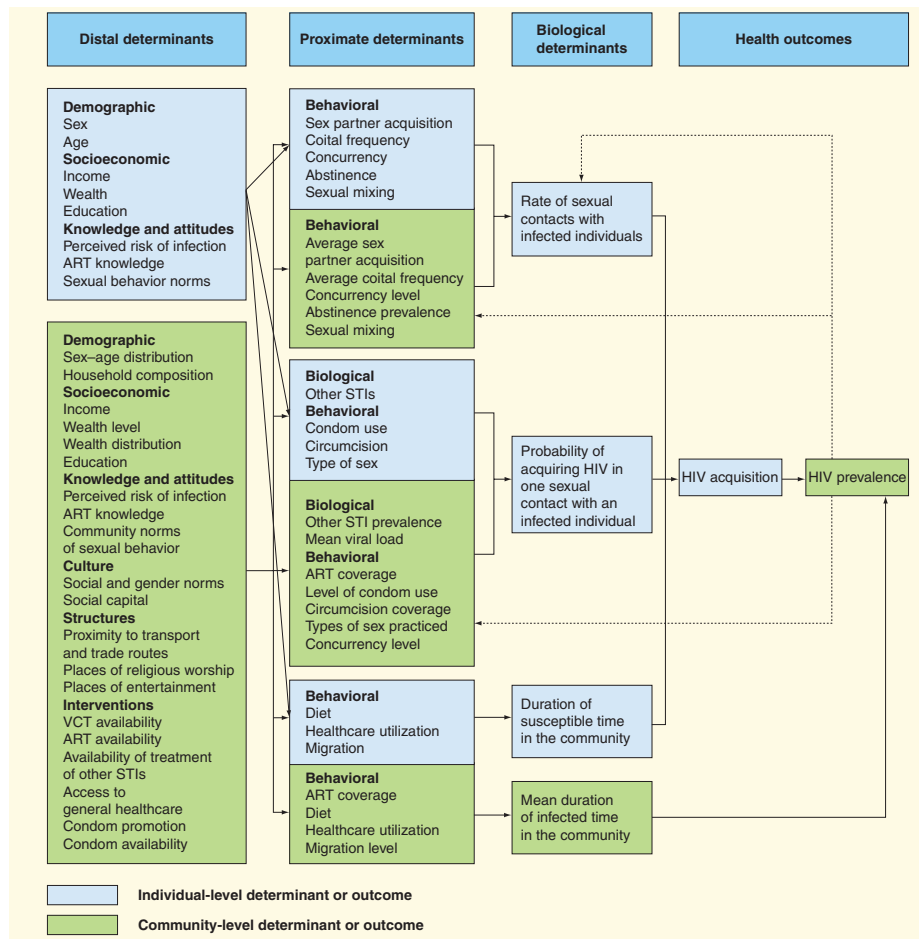 Distal determinants
Proximate determinants
Biological
determinants
Health outcomes
Demographic
Sex
Age
Socioeconomic
Income
Wealth
Education
Knowledge and attitudes
Perceived risk of infection
ART knowledge
Sexual behavior norms
Demographic
Sex–age distribution
Household composition
Socioeconomic
Income
Wealth level
Wealth distribution
Education
Knowledge and attitudes
Perceived risk of infection
ART knowledge
Community norms
of sexual behavior
Culture
Social and gender norms
Social capital
Structures
Proximity to transport
and trade routes
Places of religious worship
Places of entertainment
Interventions
VCT availability
ART availability
Availability of treatment
of other STIs
Access to
general healthcare
Condom promotion
Condom availability
Behavioral
Sex partner acquisition
Coital frequency
Concurrency
Abstinence
Sexual mixing
Behavioral
Average sex
partner acquisition
Average coital frequency
Concurrency level
Abstinence prevalence
Sexual mixing
Biological
Other STIs
Behavioral
Condom use
Circumcision
Type of sex
Biological
Other STI prevalence
Mean viral load
Behavioral
ART coverage
Level of condom use
Circumcision coverage
Types of sex practiced
Concurrency level
Behavioral
Diet
Healthcare utilization
Migration
Behavioral
ART coverage
Diet
Healthcare utilization
Migration level
Rate of sexual
contacts with
infected individuals
Probability of
acquiring HIV in
one sexual
contact with an
infected individual
Duration of
susceptible time
in the community
Mean duration
of infected time
in the community
HIV acquisition
HIV prevalence
Individual-level determinant or outcome
Community-level determinant or outcome